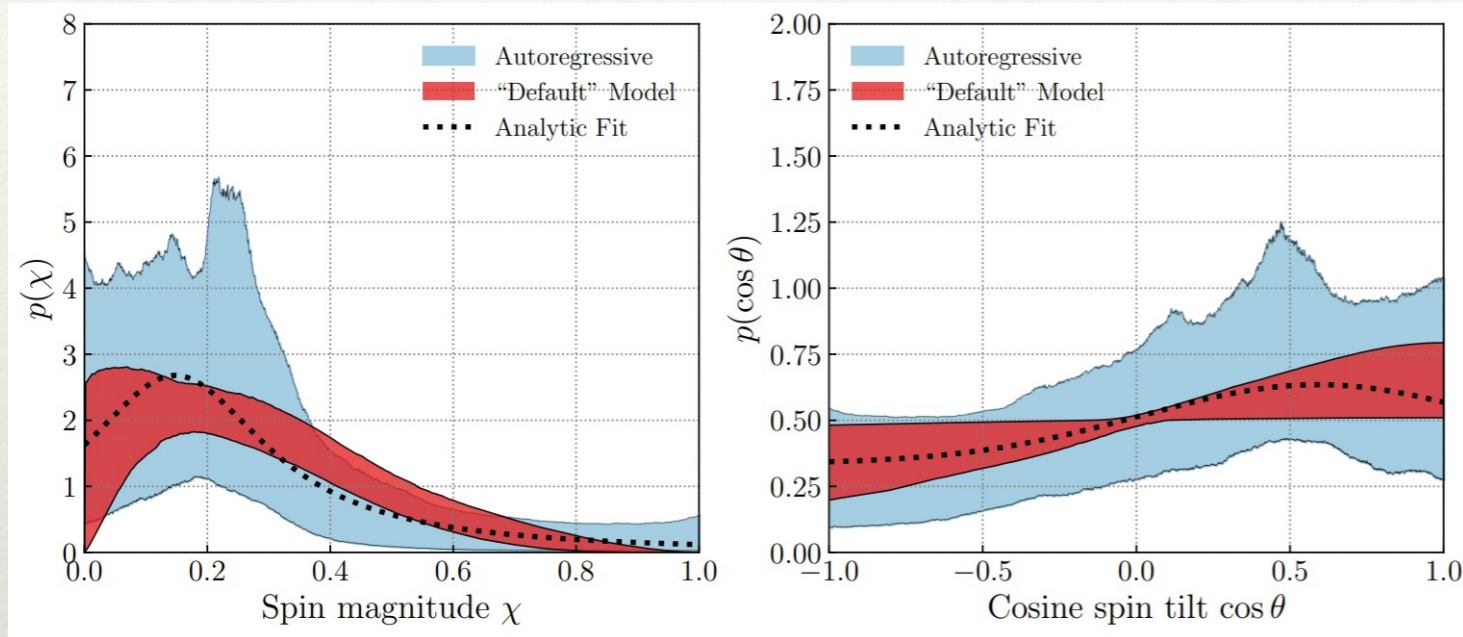 8
7
6
5
4
3
2
1
0
p(χ)
Autoregressive
“Default” Model
Analytic Fit
0.0 0.2 0.4 0.6 0.8 1.0
Spin magnitude χ
2.00
1.75
1.50
1.25
1.00
0.75
0.50
0.25
0.00
p(cos θ)
Autoregressive
“Default” Model
Analytic Fit
−1.0 −0.5 0.0 0.5 1.0
Cosine spin tilt cos θ